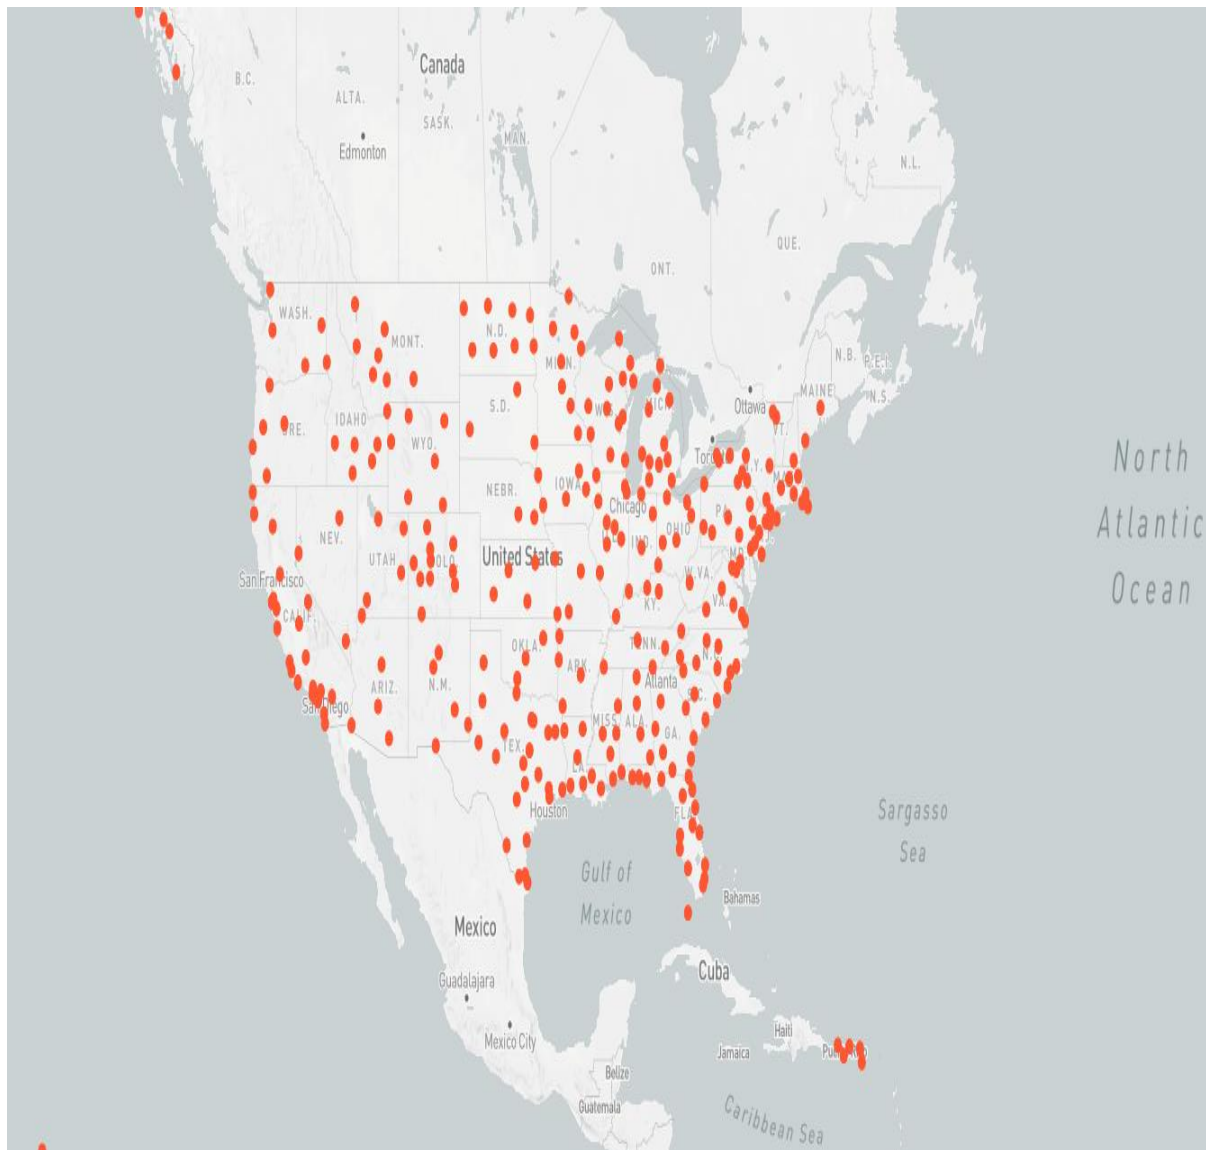 Canada
B.C.
ALTA.
SASK.
MAN.
Edmonton
N.L.
QUE.
ONT.
WASH.
MONT.
N.D.
N.B.
P.E.I.
MAINE
N.S.
Ottawa
VT.
IDAHO
S.D.
WYO.
North
Atlantic
Ocean
NEBR.
IOWA
Chicago
OHIO
PA.
NEV.
UTAH
United States
IND.
W.VA.
MD.
San Francisco
CALIF.
KY.
VA.
OKLA.
TENN.
N.C.
ARIZ.
N.M.
ARK.
Atlanta
S.C.
San Diego
MISS.
ALA.
GA.
TEX.
LA.
Houston
FLA.
Sargasso
Sea
Gulf of
Mexico
Bahamas
Mexico
Cuba
Guadalajara
Mexico City
Haiti
Jamaica
Belize
Guatemala
Caribbean Sea